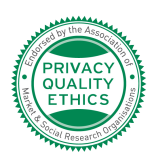 Endorsed by the Association of
PRIVACY
QUALITY
ETHICS
Market & Social Research Organisations